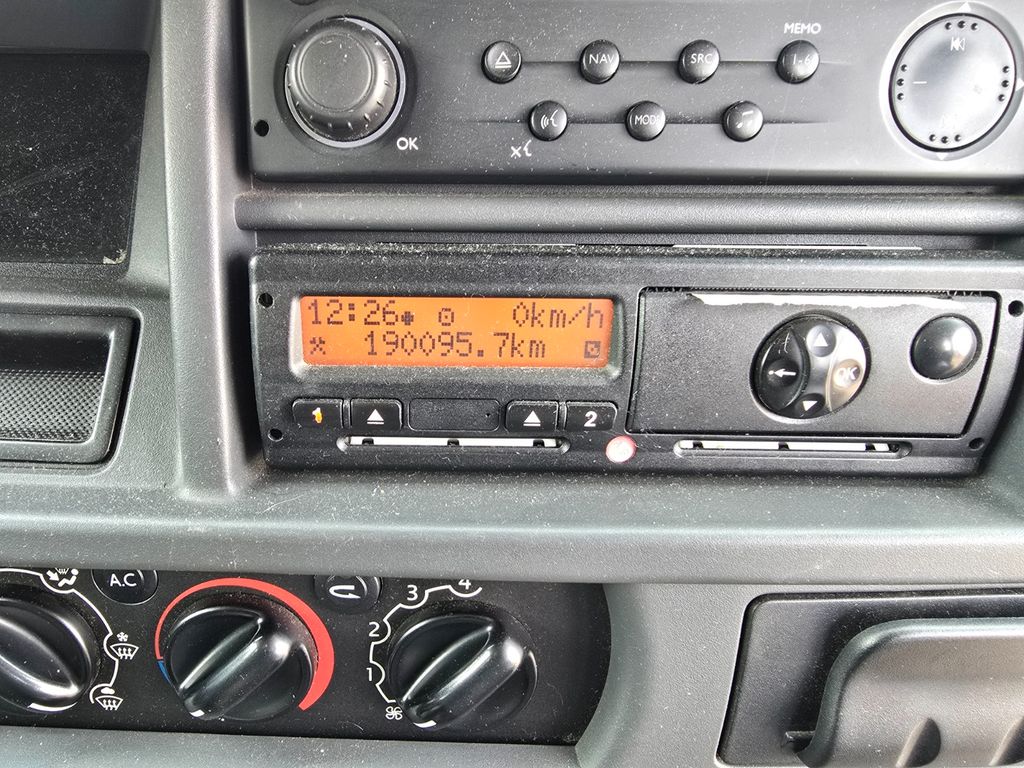 MEMO
NAV SRC 1-6
MODE
OK
12:26 0km/h
190095.7km
OK
1 2
A.C
1 2 3 4